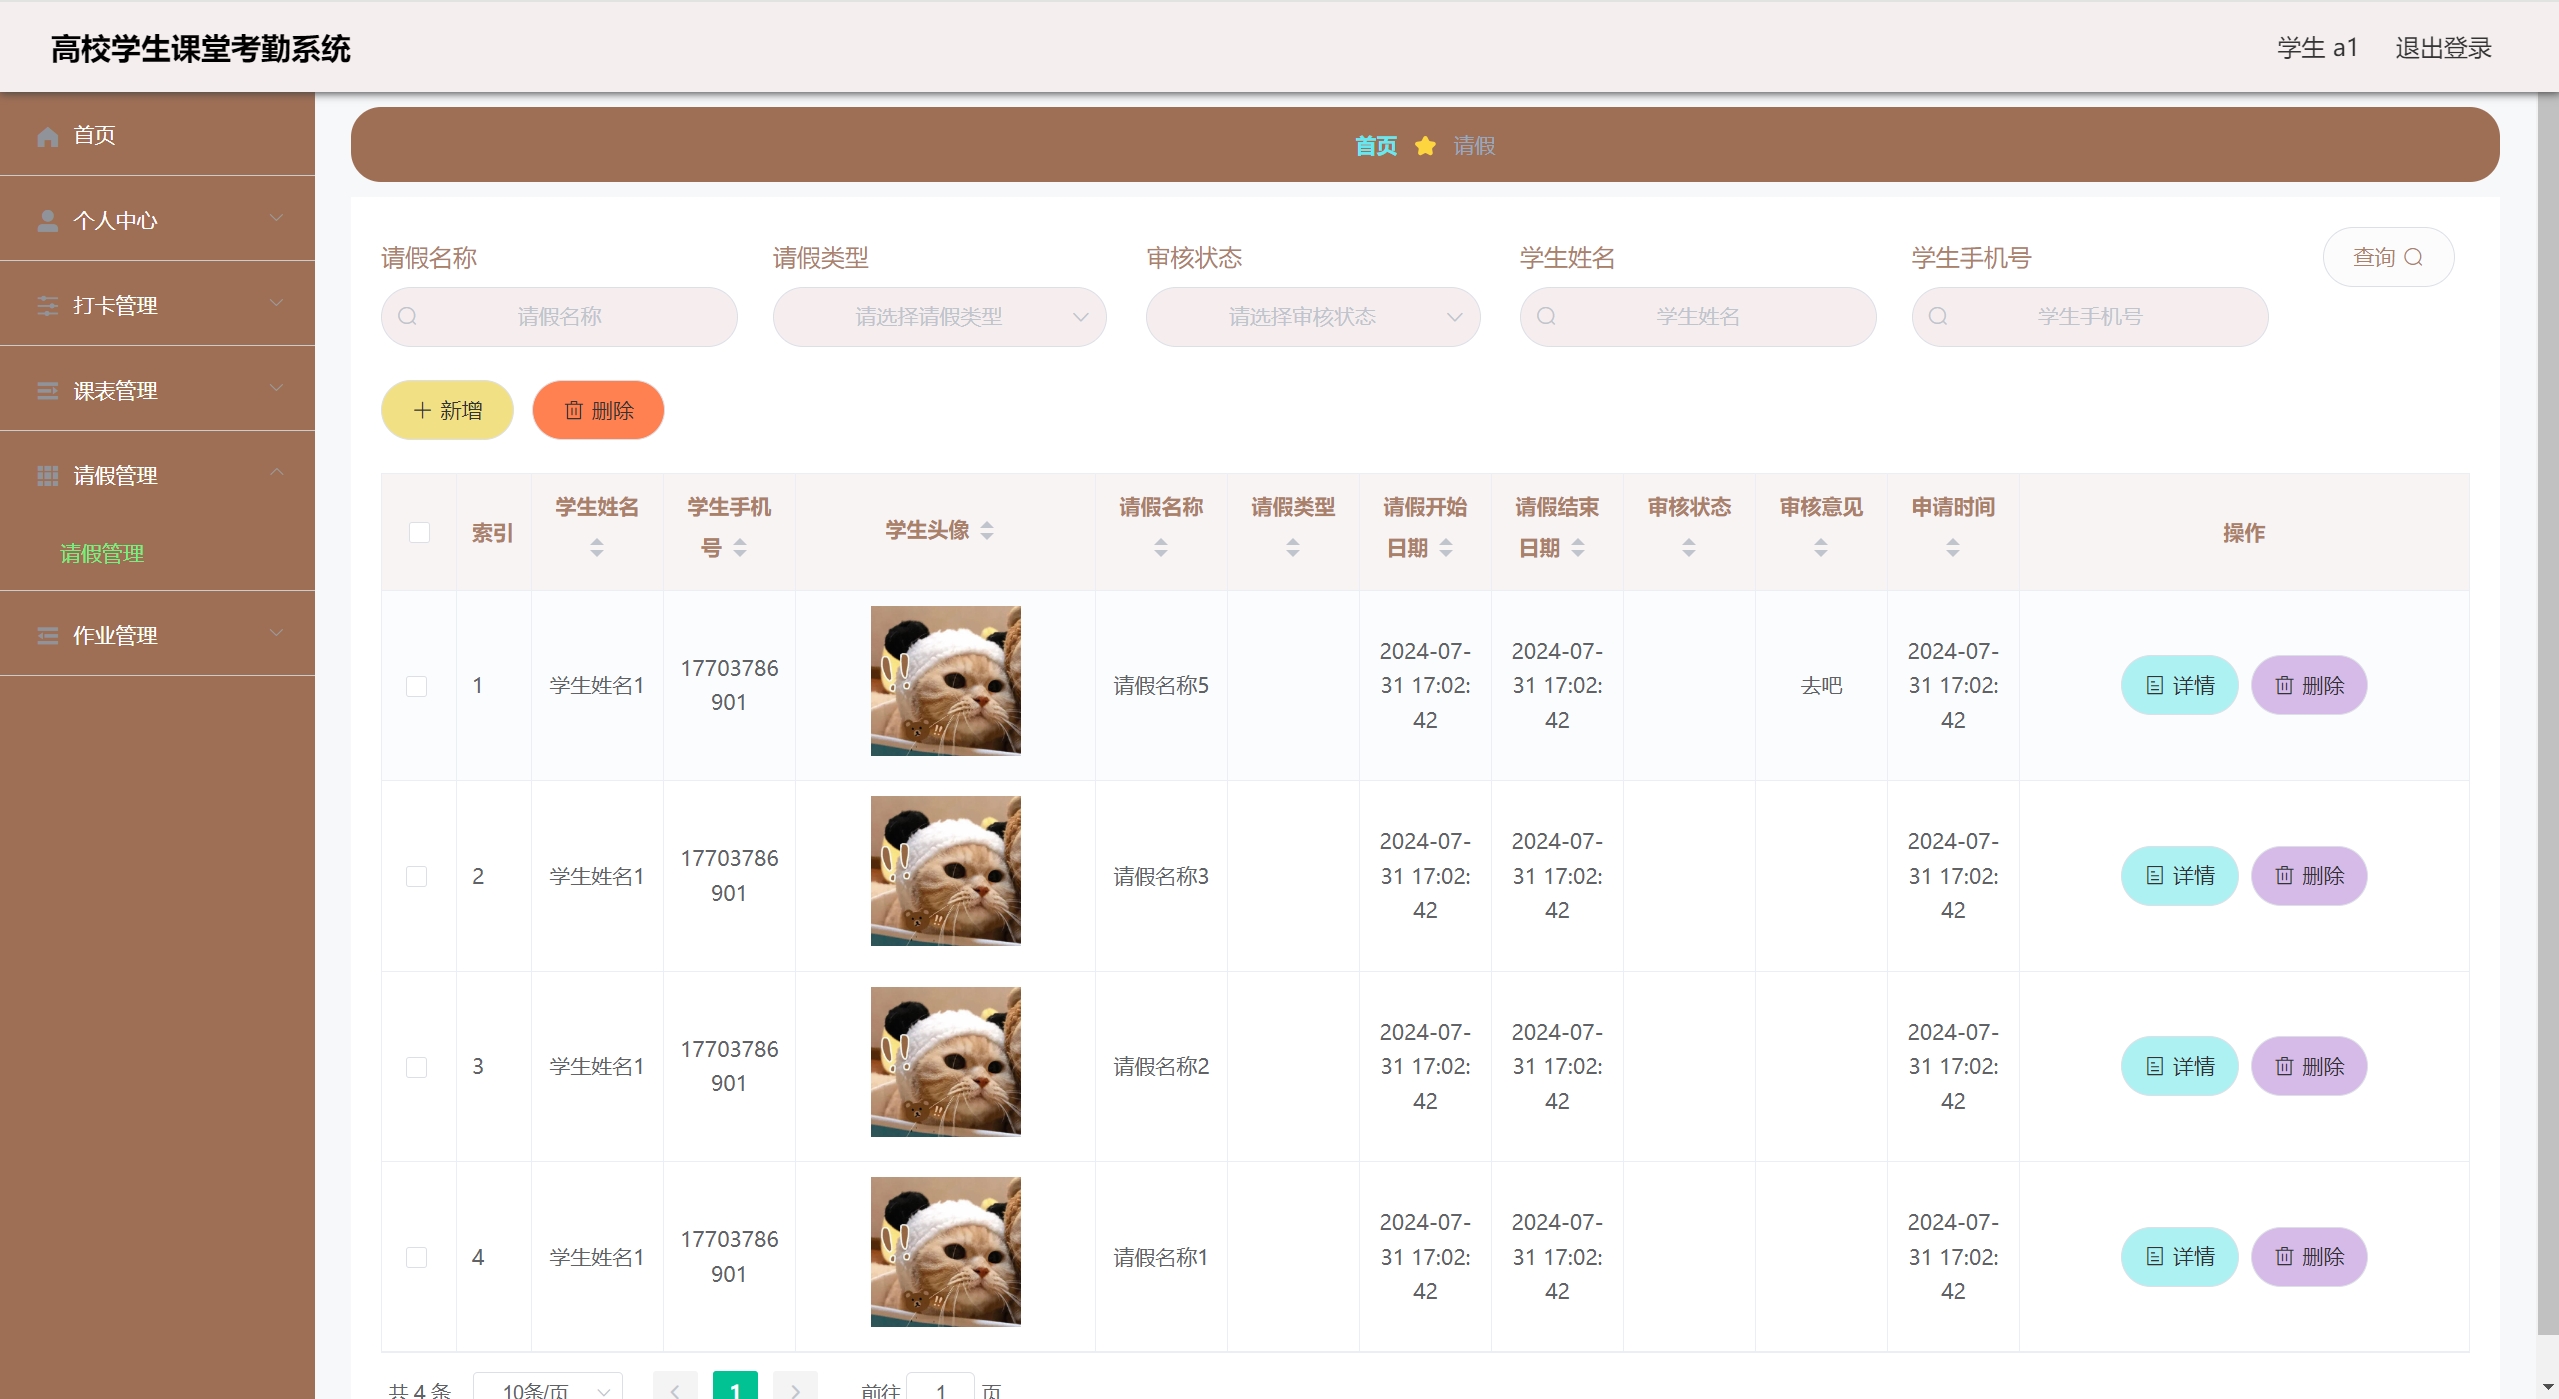 高校学生课堂考勤系统
学生 a1 退出登录
首页
个人中心
打卡管理
课表管理
请假管理
请假管理
作业管理
首页 请假
请假名称 请假类型 审核状态 学生姓名 学生手机号 查询
请假名称 请选择请假类型 请选择审核状态 学生姓名 学生手机号
新增 删除
索引 学生姓名 学生手机号 学生头像 请假名称 请假类型 请假开始日期 请假结束日期 审核状态 审核意见 申请时间 操作
1 学生姓名1 17703786901 请假名称5 2024-07-31 17:02:42 2024-07-31 17:02:42 去吧 2024-07-31 17:02:42 详情 删除
2 学生姓名1 17703786901 请假名称3 2024-07-31 17:02:42 2024-07-31 17:02:42 2024-07-31 17:02:42 详情 删除
3 学生姓名1 17703786901 请假名称2 2024-07-31 17:02:42 2024-07-31 17:02:42 2024-07-31 17:02:42 详情 删除
4 学生姓名1 17703786901 请假名称1 2024-07-31 17:02:42 2024-07-31 17:02:42 2024-07-31 17:02:42 详情 删除
共 4 条 10条/页 1 前往 1 页